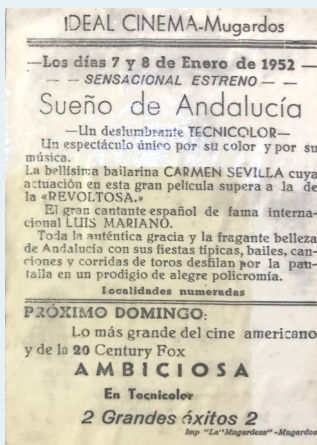 IDEAL CINEMA-Mugardos
—Los días 7 y 8 de Enero de 1952—
— — SENSACIONAL ESTRENO — —
Sueño de Andalucía
—Un deslumbrante TECNICOLOR—
Un espectáculo único por su color y por su
música.
La bellísima bailarina CARMEN SEVILLA cuya
actuación en esta gran película supera a la de
la «REVOLTOSA.»
El gran cantante español de fama interna-
cional LUIS MARIANO.
Toda la auténtica gracia y la fragante belleza
de Andalucía con sus fiestas típicas, bailes, can-
ciones y corridas de toros desfilan por la pan-
talla en un prodigio de alegre policromía.
Localidades numeradas
PRÓXIMO DOMINGO:
Lo más grande del cine americano
y de la 20 Century Fox
AMBICIOSA
En Tecnicolor
2 Grandes éxitos 2
Imp "La "Mugardesa" -Mugardos